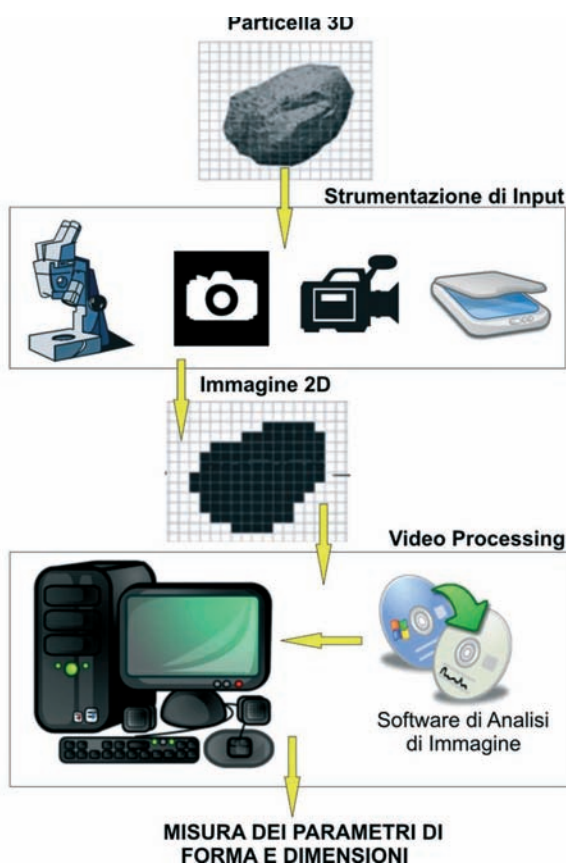 Particella 3D
Strumentazione di Input
Immagine 2D
Video Processing
Software di Analisi
di Immagine
MISURA DEI PARAMETRI DI
FORMA E DIMENSIONI